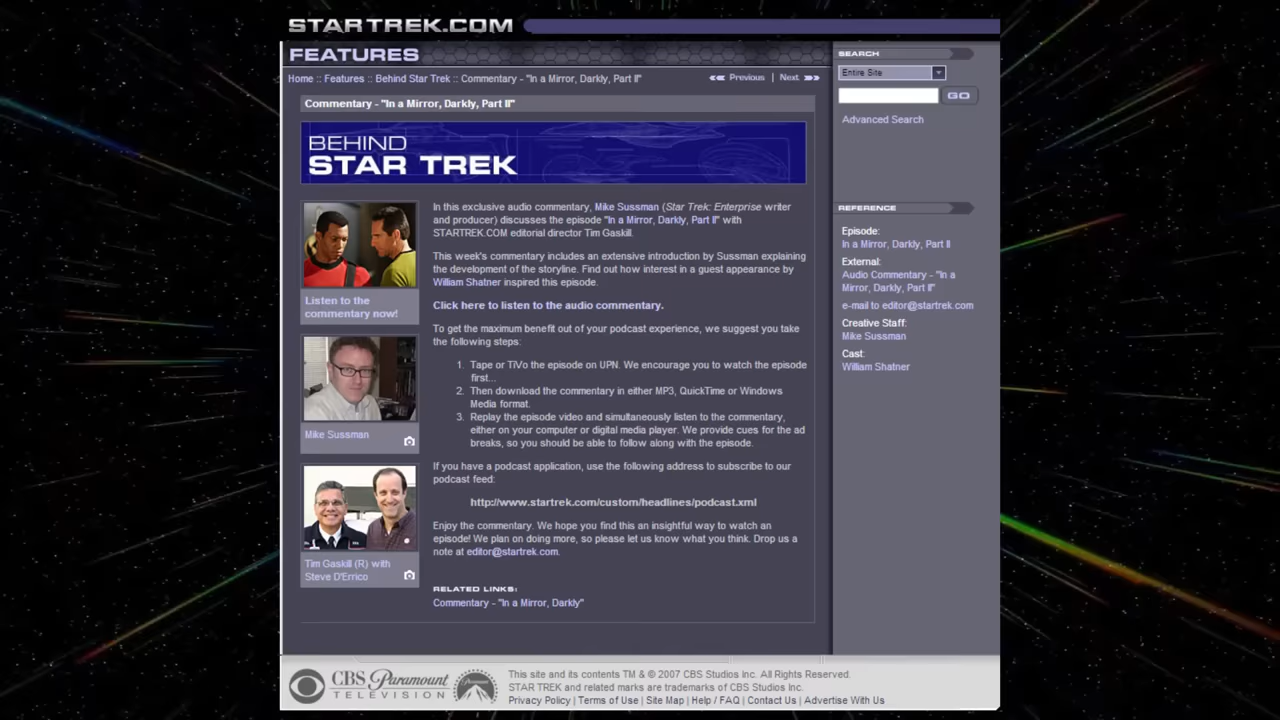 STARTREK.COM
FEATURES
Home :: Features :: Behind Star Trek :: Commentary - "In a Mirror, Darkly, Part II"
Previous | Next
Commentary - "In a Mirror, Darkly, Part II"
BEHIND
STAR TREK
In this exclusive audio commentary, Mike Sussman (Star Trek: Enterprise writer
and producer) discusses the episode "In a Mirror, Darkly, Part II" with
STARTREK.COM editorial director Tim Gaskill.
This week's commentary includes an extensive introduction by Sussman explaining
the development of the storyline. Find out how interest in a guest appearance by
William Shatner inspired this episode.
Click here to listen to the audio commentary.
To get the maximum benefit out of your podcast experience, we suggest you take
the following steps:
1. Tape or TiVo the episode on UPN. We encourage you to watch the episode
first...
2. Then download the commentary in either MP3, QuickTime or Windows
Media format.
3. Replay the episode video and simultaneously listen to the commentary,
either on your computer or digital media player. We provide cues for the ad
breaks, so you should be able to follow along with the episode.
If you have a podcast application, use the following address to subscribe to our
podcast feed:
http://www.startrek.com/custom/headlines/podcast.xml
Enjoy the commentary. We hope you find this an insightful way to watch an
episode! We plan on doing more, so please let us know what you think. Drop us a
note at editor@startrek.com.
RELATED LINKS:
Commentary - "In a Mirror, Darkly"
Listen to the
commentary now!
Mike Sussman
Tim Gaskill (R) with
Steve D'Errico
SEARCH
Entire Site
GO
Advanced Search
REFERENCE
Episode:
In a Mirror, Darkly, Part II
External:
Audio Commentary - "In a
Mirror, Darkly, Part II"
e-mail to editor@startrek.com
Creative Staff:
Mike Sussman
Cast:
William Shatner
CBS Paramount
TELEVISION
Paramount
This site and its contents TM & © 2007 CBS Studios Inc. All Rights Reserved.
STAR TREK and related marks are trademarks of CBS Studios Inc.
Privacy Policy | Terms of Use | Site Map | Help / FAQ | Contact Us | Advertise With Us